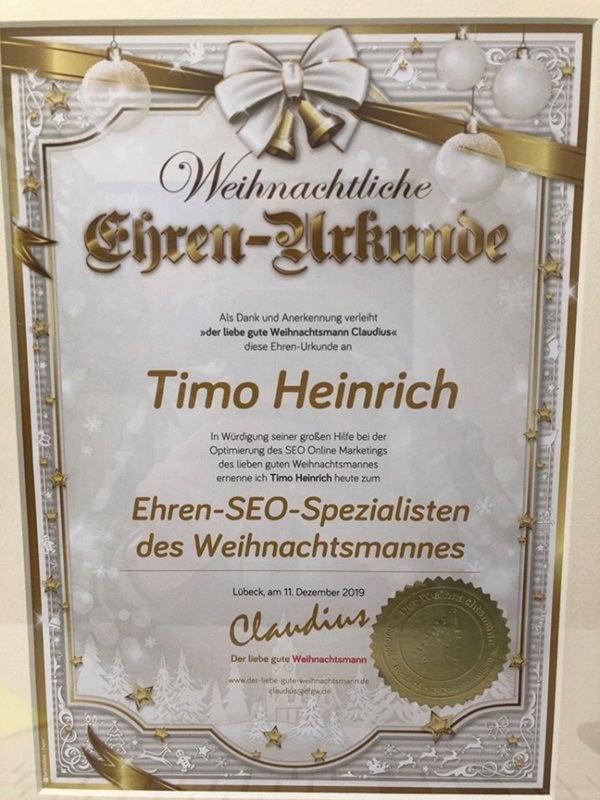 Weihnachtliche
Ehren-Urkunde
Als Dank und Anerkennung verleiht
»der liebe gute Weihnachtsmann Claudius«
diese Ehren-Urkunde an
Timo Heinrich
In Würdigung seiner großen Hilfe bei der
Optimierung des SEO Online Marketings
des lieben guten Weihnachtsmannes
ernenne ich Timo Heinrich heute zum
Ehren-SEO-Spezialisten
des Weihnachtsmannes
Lübeck, am 11. Dezember 2019
Claudius
Der liebe gute Weihnachtsmann
www.der-liebe-gute-weihnachtsmann.de
Der Weihnachtsmann